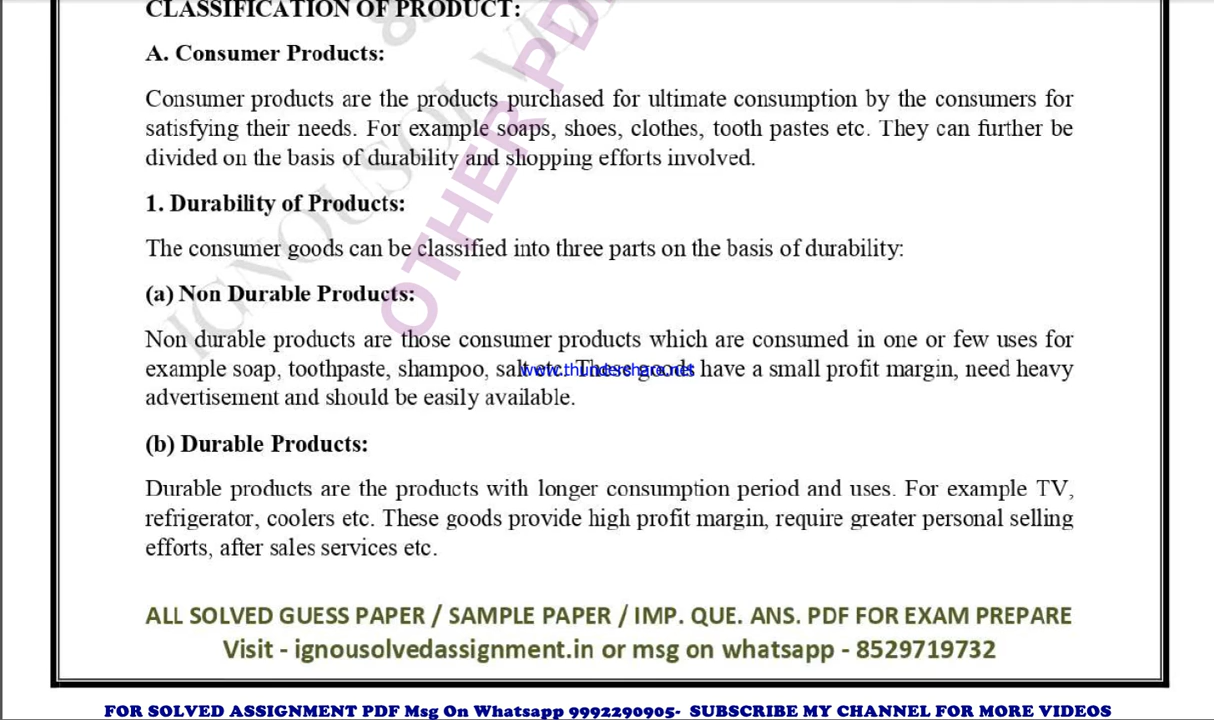 CLASSIFICATION OF PRODUCT:
A. Consumer Products:
Consumer products are the products purchased for ultimate consumption by the consumers for
satisfying their needs. For example soaps, shoes, clothes, tooth pastes etc. They can further be
divided on the basis of durability and shopping efforts involved.
1. Durability of Products:
The consumer goods can be classified into three parts on the basis of durability:
(a) Non Durable Products:
Non durable products are those consumer products which are consumed in one or few uses for
example soap, toothpaste, shampoo, salt etc. These goods have a small profit margin, need heavy
www.thundershare.net
advertisement and should be easily available.
(b) Durable Products:
Durable products are the products with longer consumption period and uses. For example TV,
refrigerator, coolers etc. These goods provide high profit margin, require greater personal selling
efforts, after sales services etc.
OTHER PD
ALL SOLVED GUESS PAPER / SAMPLE PAPER / IMP. QUE. ANS. PDF FOR EXAM PREPARE
Visit - ignousolvedassignment.in or msg on whatsapp - 8529719732
FOR SOLVED ASSIGNMENT PDF Msg On Whatsapp 9992290905- SUBSCRIBE MY CHANNEL FOR MORE VIDEOS